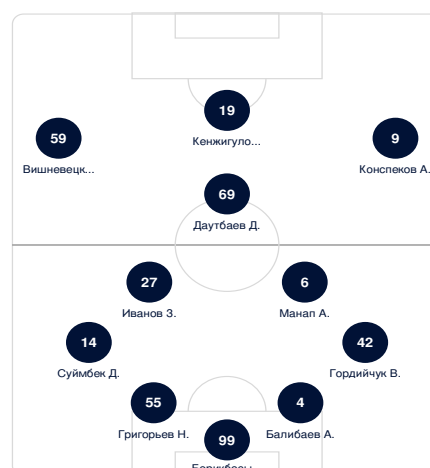 19
Кенжигуло...
59
9
Вишневецк...
Конспеков А.
69
Даутбаев Д.
27
6
Иванов З.
Манап А.
14
42
Суймбек Д.
Гордийчук В.
55
4
Григорьев Н.
Балибаев А.
99